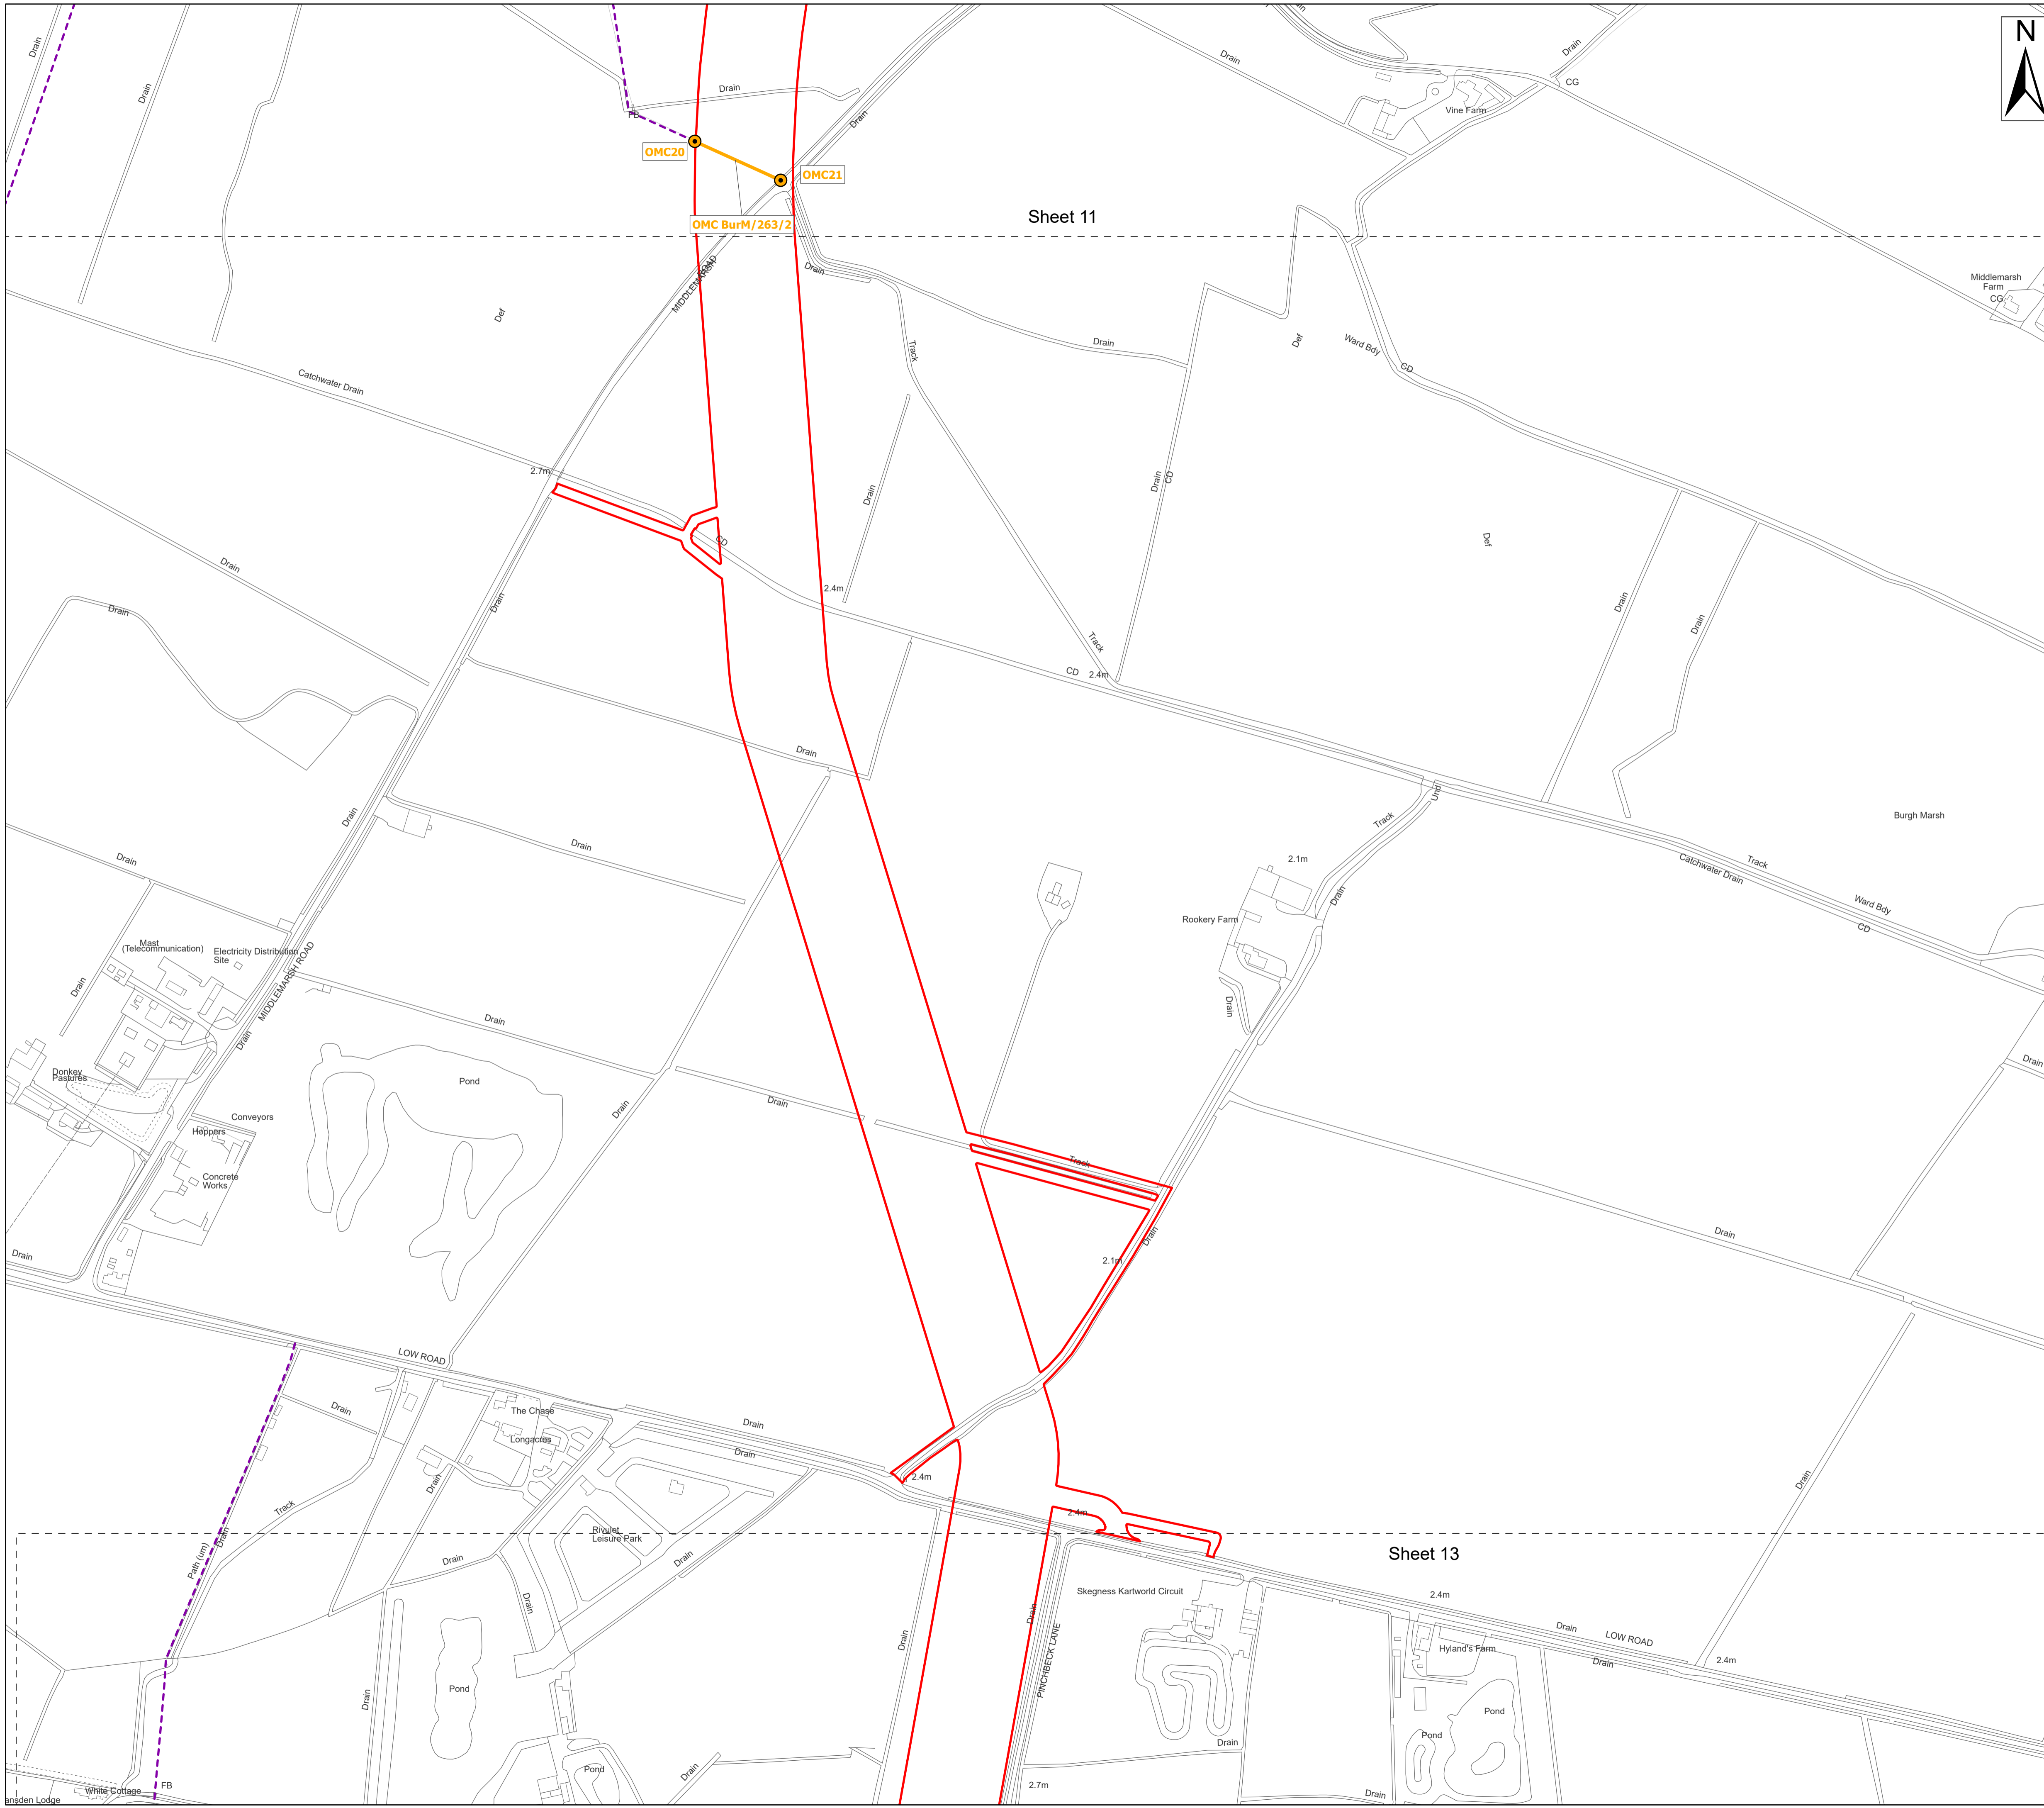 N
Drain
Drain
Drain
FB
Drain
Drain
Drain
CG
Vine Farm
OMC20
OMC21
OMC BurM/263/2
Sheet 11
MIDDLEMARSH
ROAD
Drain
Def
Track
Drain
Def
Ward Bdy
CD
Middlemarsh
Farm
CG
Catchwater Drain
2.7m
Drain
Drain
CD
Def
CD
2.4m
Drain
Drain
Drain
Drain
Drain
Track
CD
2.4m
Drain
Drain
Drain
Drain
Und
Track
Burgh Marsh
2.1m
Drain
Track
Catchwater Drain
Ward Bdy
CD
Rookery Farm
Drain
Mast
(Telecommunication)
Electricity Distribution
Site
MIDDLEMARSH ROAD
Drain
Drain
Drain
Drain
Drain
Donkey
Pastures
Pond
Conveyors
Hoppers
Concrete
Works
Drain
Drain
Track
Drain
2.1m
Drain
Drain
LOW ROAD
Drain
The Chase
Longacres
Drain
Drain
Drain
2.4m
2.4m
Drain
Track
Drain
Path (um)
Rivulet
Leisure Park
Drain
Drain
Drain
Sheet 13
Skegness Kartworld Circuit
2.4m
Drain
LOW ROAD
Drain
2.4m
Hyland's Farm
Drain
Drain
PINCHBECK LANE
Drain
Pond
Pond
Pond
Drain
Pond
Drain
2.7m
Drain
White Cottage
FB
ansden Lodge